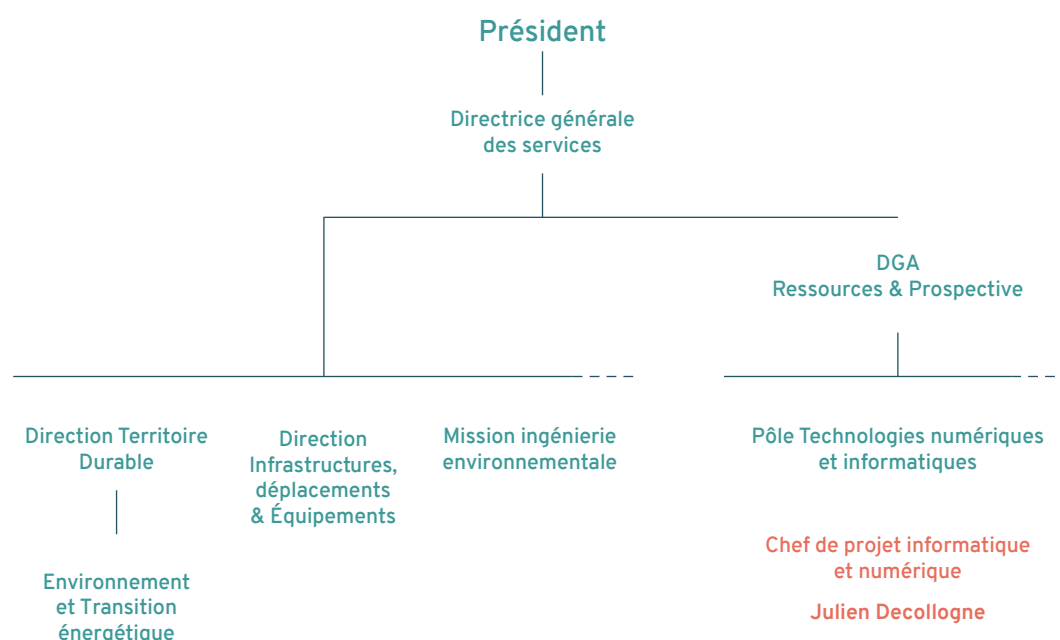 Président
Directrice générale
des services
DGA
Ressources & Prospective
Direction Territoire
Durable
Direction
Infrastructures,
déplacements
& Équipements
Mission ingénierie
environnementale
Pôle Technologies numériques
et informatiques
Environnement
et Transition
énergétique
Chef de projet informatique
et numérique
Julien Decollogne